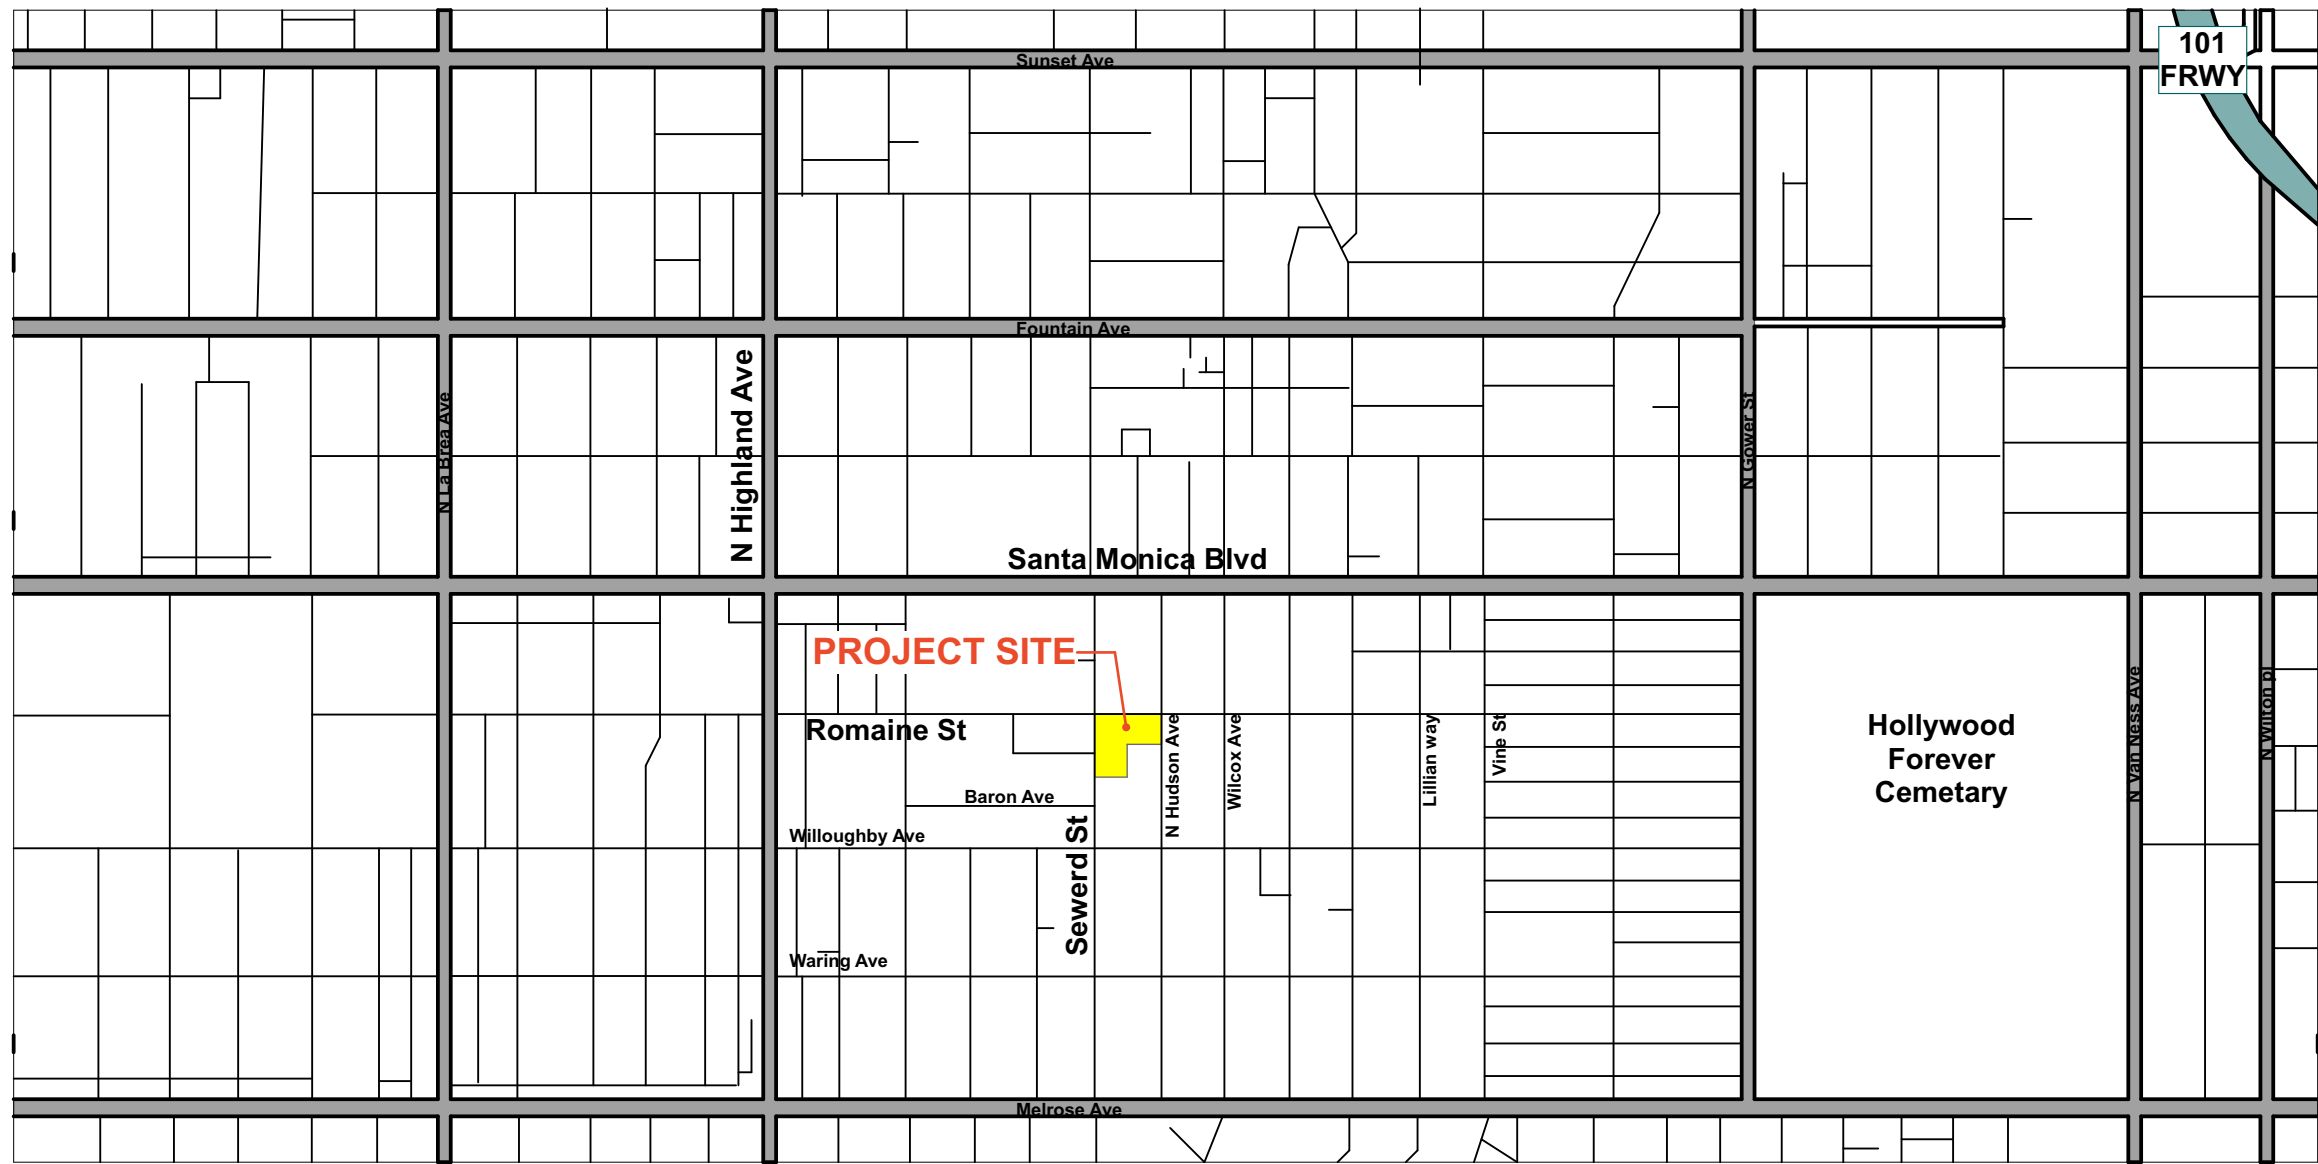 101
FRWY
Sunset Ave
Fountain Ave
N La Brea Ave
N Highland Ave
N Gower St
Santa Monica Blvd
PROJECT SITE
Romaine St
N Hudson Ave
Wilcox Ave
Lillian way
Vine St
Hollywood
Forever
Cemetary
N Van Ness Ave
N Wilton pl
Baron Ave
Willoughby Ave
Sewerd St
Waring Ave
Melrose Ave